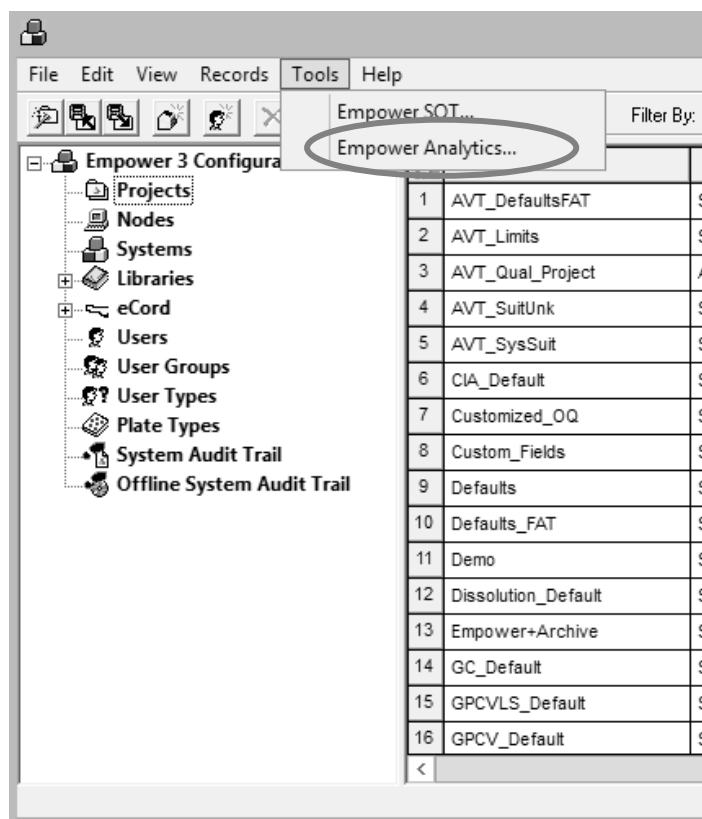 File Edit View Records Tools Help
Empower SQT...
Filter By:
Empower Analytics...
Empower 3 Configura
Projects
Nodes
Systems
Libraries
eCord
Users
User Groups
User Types
Plate Types
System Audit Trail
Offline System Audit Trail
1 AVT_DefaultsFAT S
2 AVT_Limits S
3 AVT_Qual_Project A
4 AVT_SuitUnk S
5 AVT_SysSuit S
6 CIA_Default S
7 Customized_OQ S
8 Custom_Fields S
9 Defaults S
10 Defaults_FAT S
11 Demo S
12 Dissolution_Default S
13 Empower+Archive S
14 GC_Default S
15 GPCVLS_Default S
16 GPCV_Default S